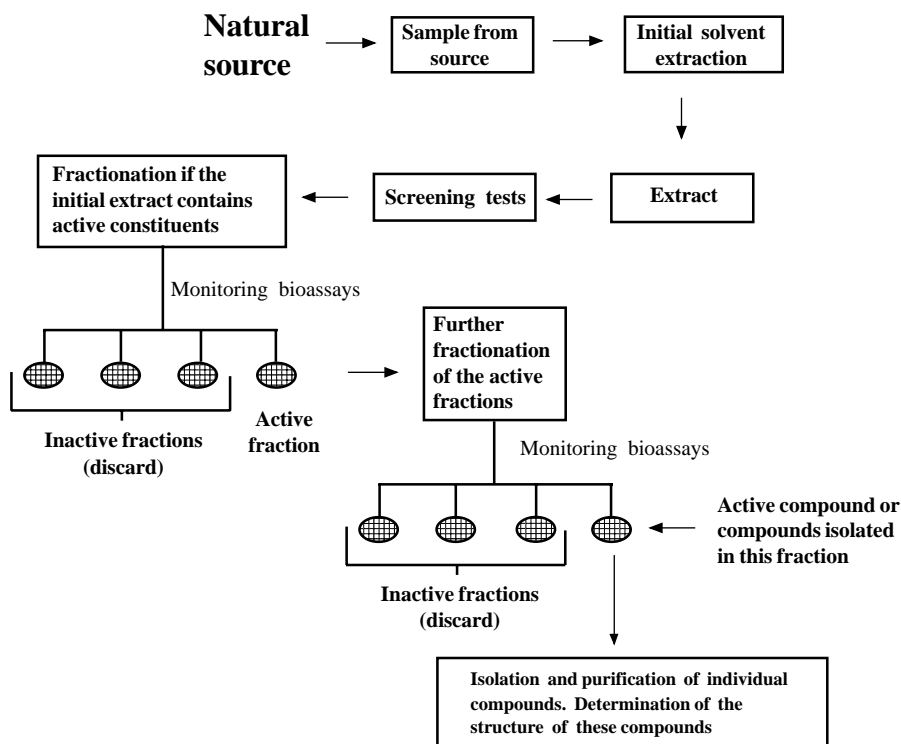 Natural
source
Sample from
source
Initial solvent
extraction
Extract
Screening tests
Fractionation if the
initial extract contains
active constituents
Monitoring bioassays
Inactive fractions
(discard)
Active
fraction
Further
fractionation
of the active
fractions
Monitoring bioassays
Inactive fractions
(discard)
Active compound or
compounds isolated
in this fraction
Isolation and purification of individual
compounds. Determination of the
structure of these compounds